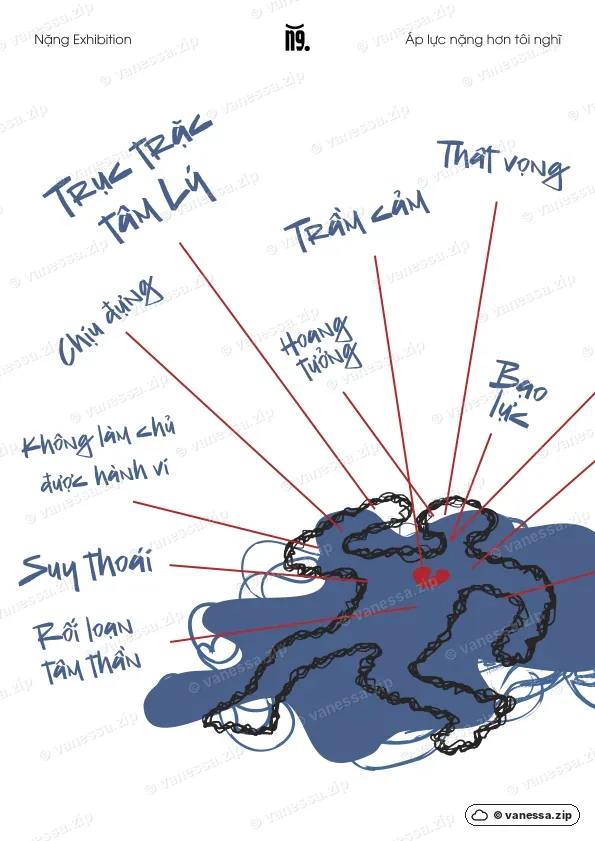 Nặng Exhibition
nặng.
Áp lực nặng hơn tôi nghĩ
Trục trặc
tâm lý
Thất vọng
Trầm cảm
Chịu đựng
Hoang
tưởng
Bạo
lực
Không làm chủ
được hành vi
Suy thoái
Rối loạn
tâm thần
© vanessa.zip